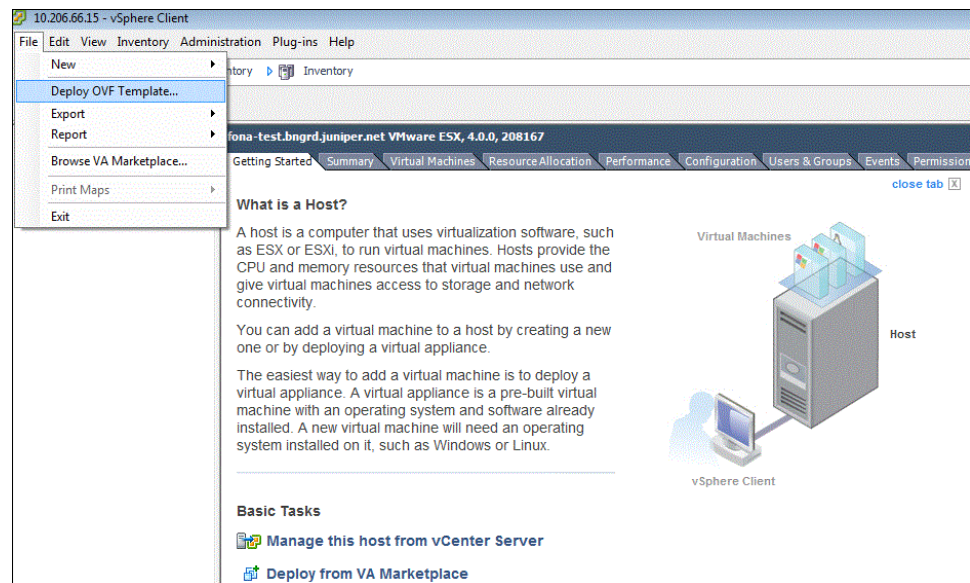 10.206.66.15 - vSphere Client
File Edit View Inventory Administration Plug-ins Help
New
Deploy OVF Template...
Export
Report
Browse VA Marketplace...
Print Maps
Exit
Inventory
fona-test.bngrd.juniper.net VMware ESX, 4.0.0, 208167
Getting Started Summary Virtual Machines Resource Allocation Performance Configuration Users & Groups Events Permission
close tab X
What is a Host?
A host is a computer that uses virtualization software, such
as ESX or ESXi, to run virtual machines. Hosts provide the
CPU and memory resources that virtual machines use and
give virtual machines access to storage and network
connectivity.
You can add a virtual machine to a host by creating a new
one or by deploying a virtual appliance.
The easiest way to add a virtual machine is to deploy a
virtual appliance. A virtual appliance is a pre-built virtual
machine with an operating system and software already
installed. A new virtual machine will need an operating
system installed on it, such as Windows or Linux.
Virtual Machines
Host
vSphere Client
Basic Tasks
Manage this host from vCenter Server
Deploy from VA Marketplace